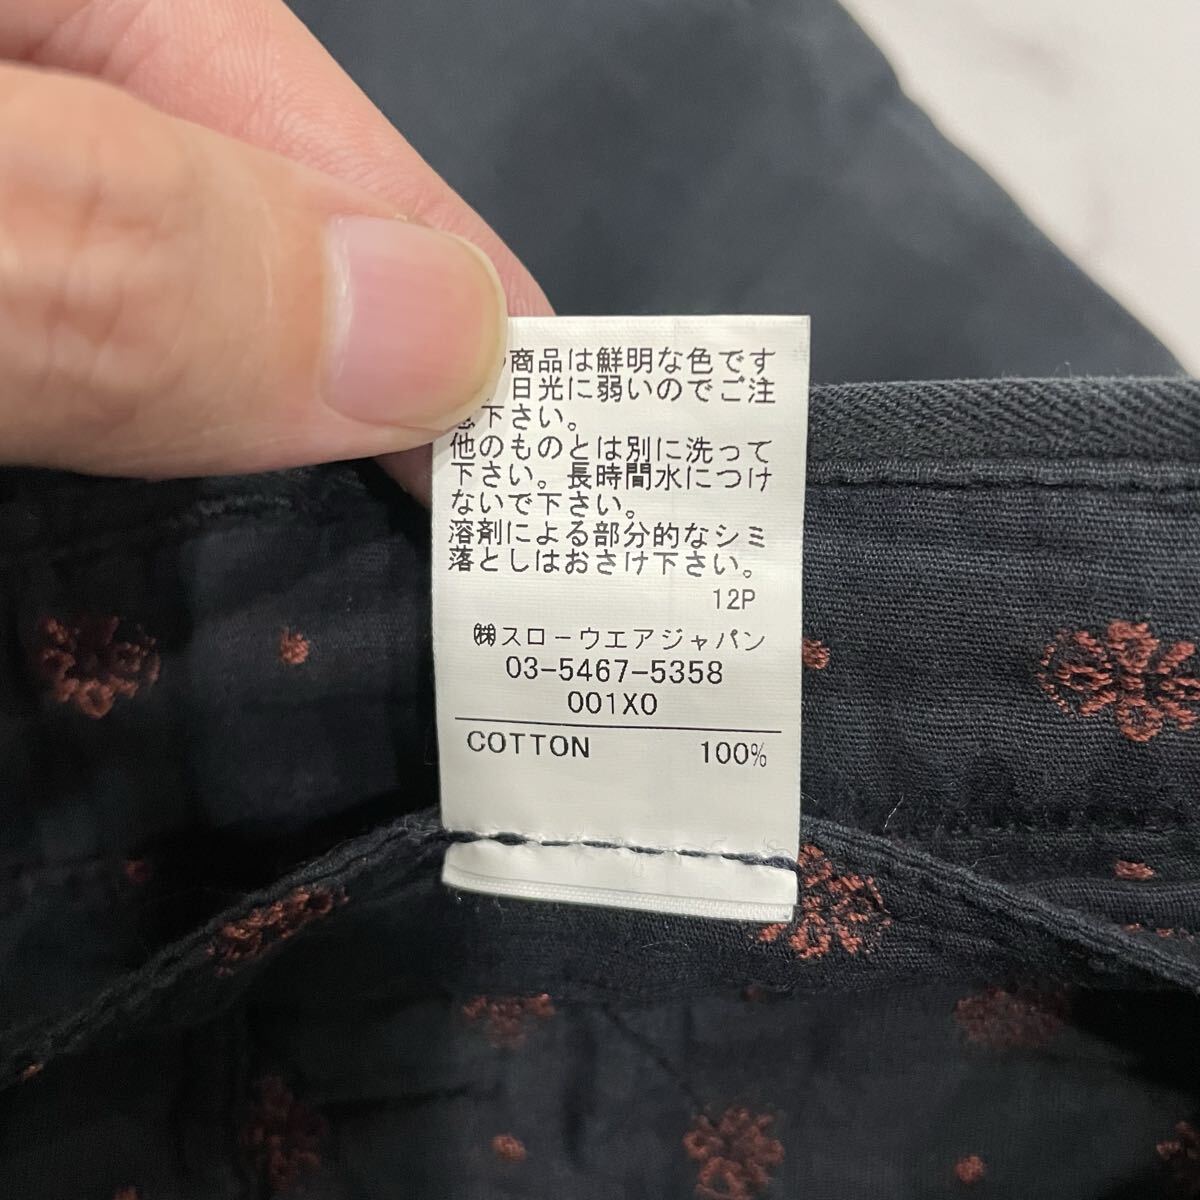 商品は鮮明な色です
日光に弱いのでご注
意下さい。
他のものとは別に洗って
下さい。長時間水につけ
ないで下さい。
溶剤による部分的なシミ
落としはおさけ下さい。
12P
㈱スローウエアジャパン
03-5467-5358
001X0
COTTON 100%